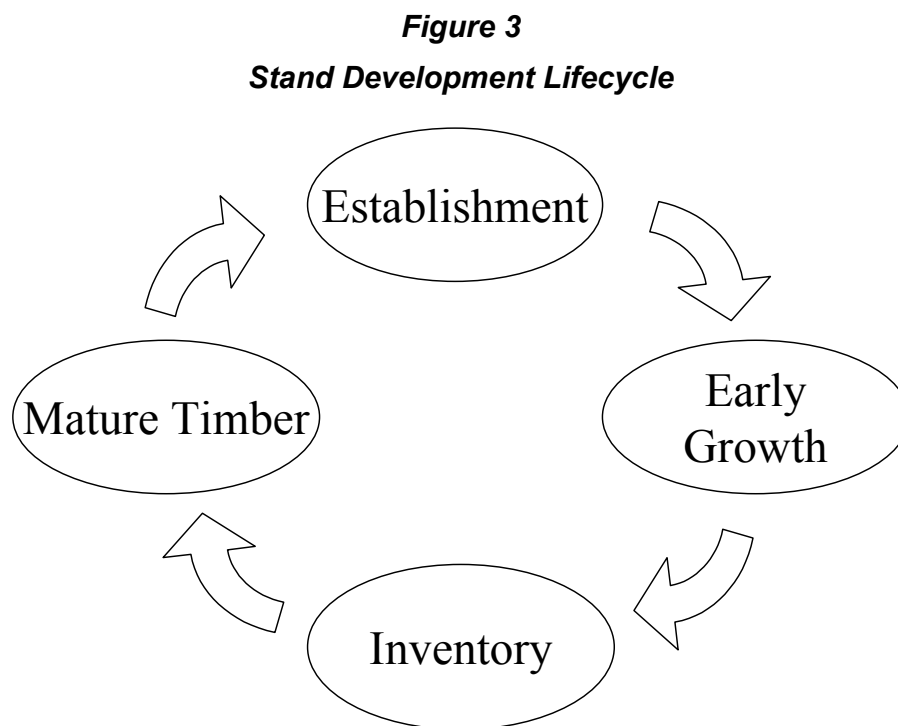 Figure 3
Stand Development Lifecycle
Establishment
Early
Growth
Inventory
Mature Timber